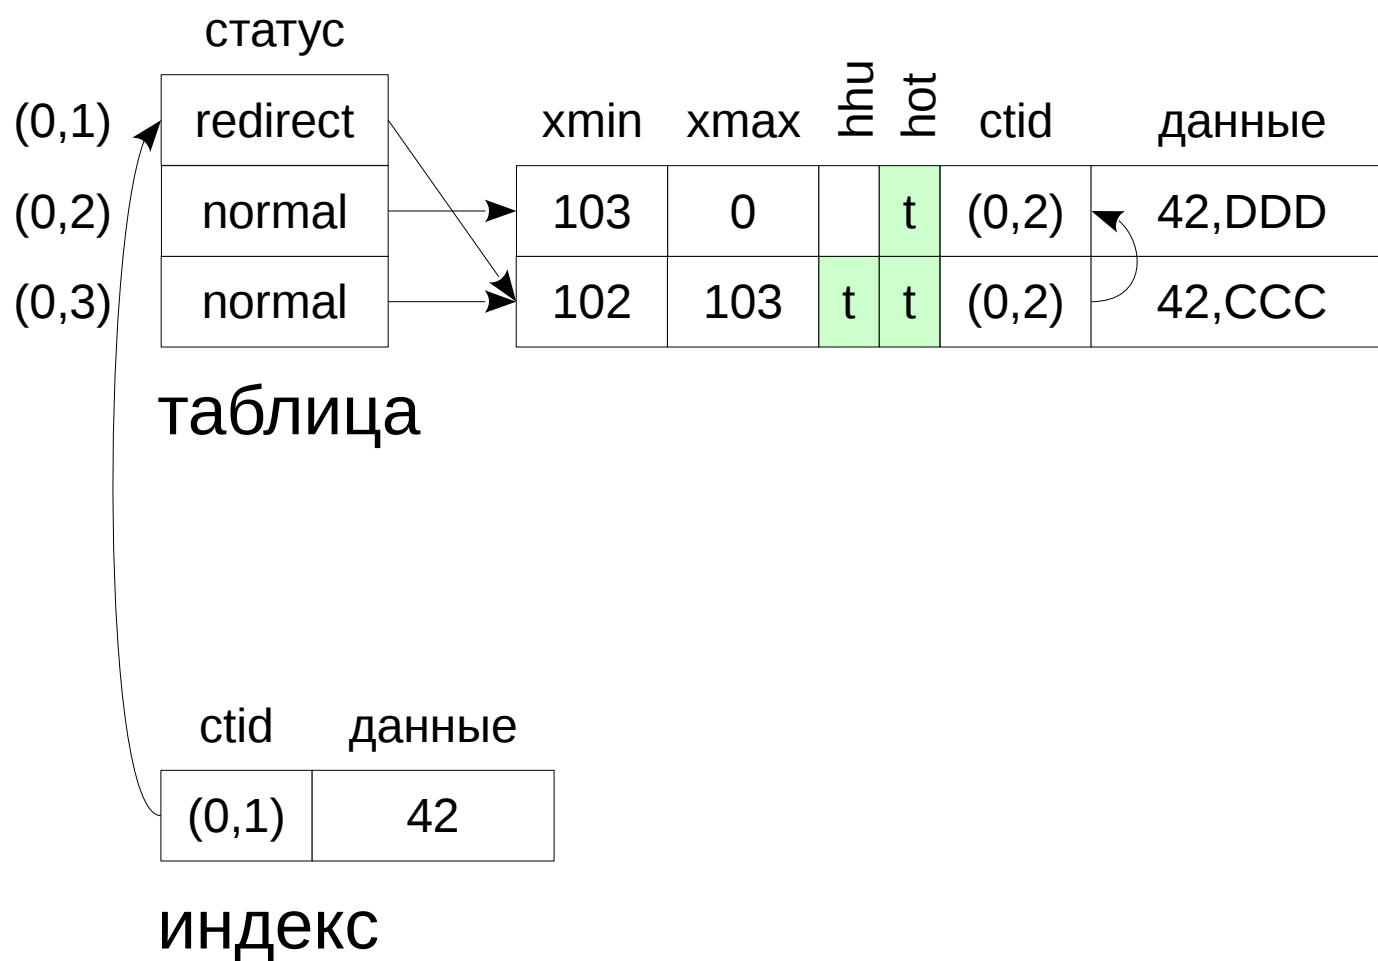 статус
xmin xmax hhu hot ctid данные
(0,1) redirect
(0,2) normal 103 0 t (0,2) 42,DDD
(0,3) normal 102 103 t t (0,2) 42,CCC
таблица
ctid данные
(0,1) 42
индекс